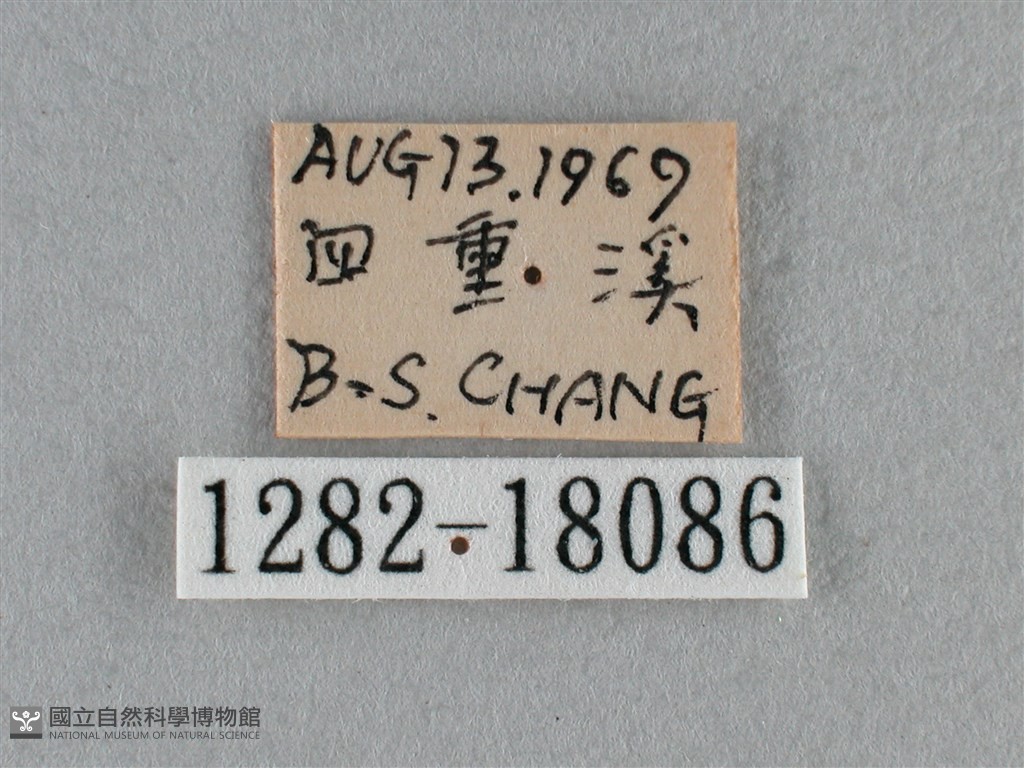 AUG 13.1969
四重溪
B.S. CHANG
1282-18086
國立自然科學博物館
NATIONAL MUSEUM OF NATURAL SCIENCE